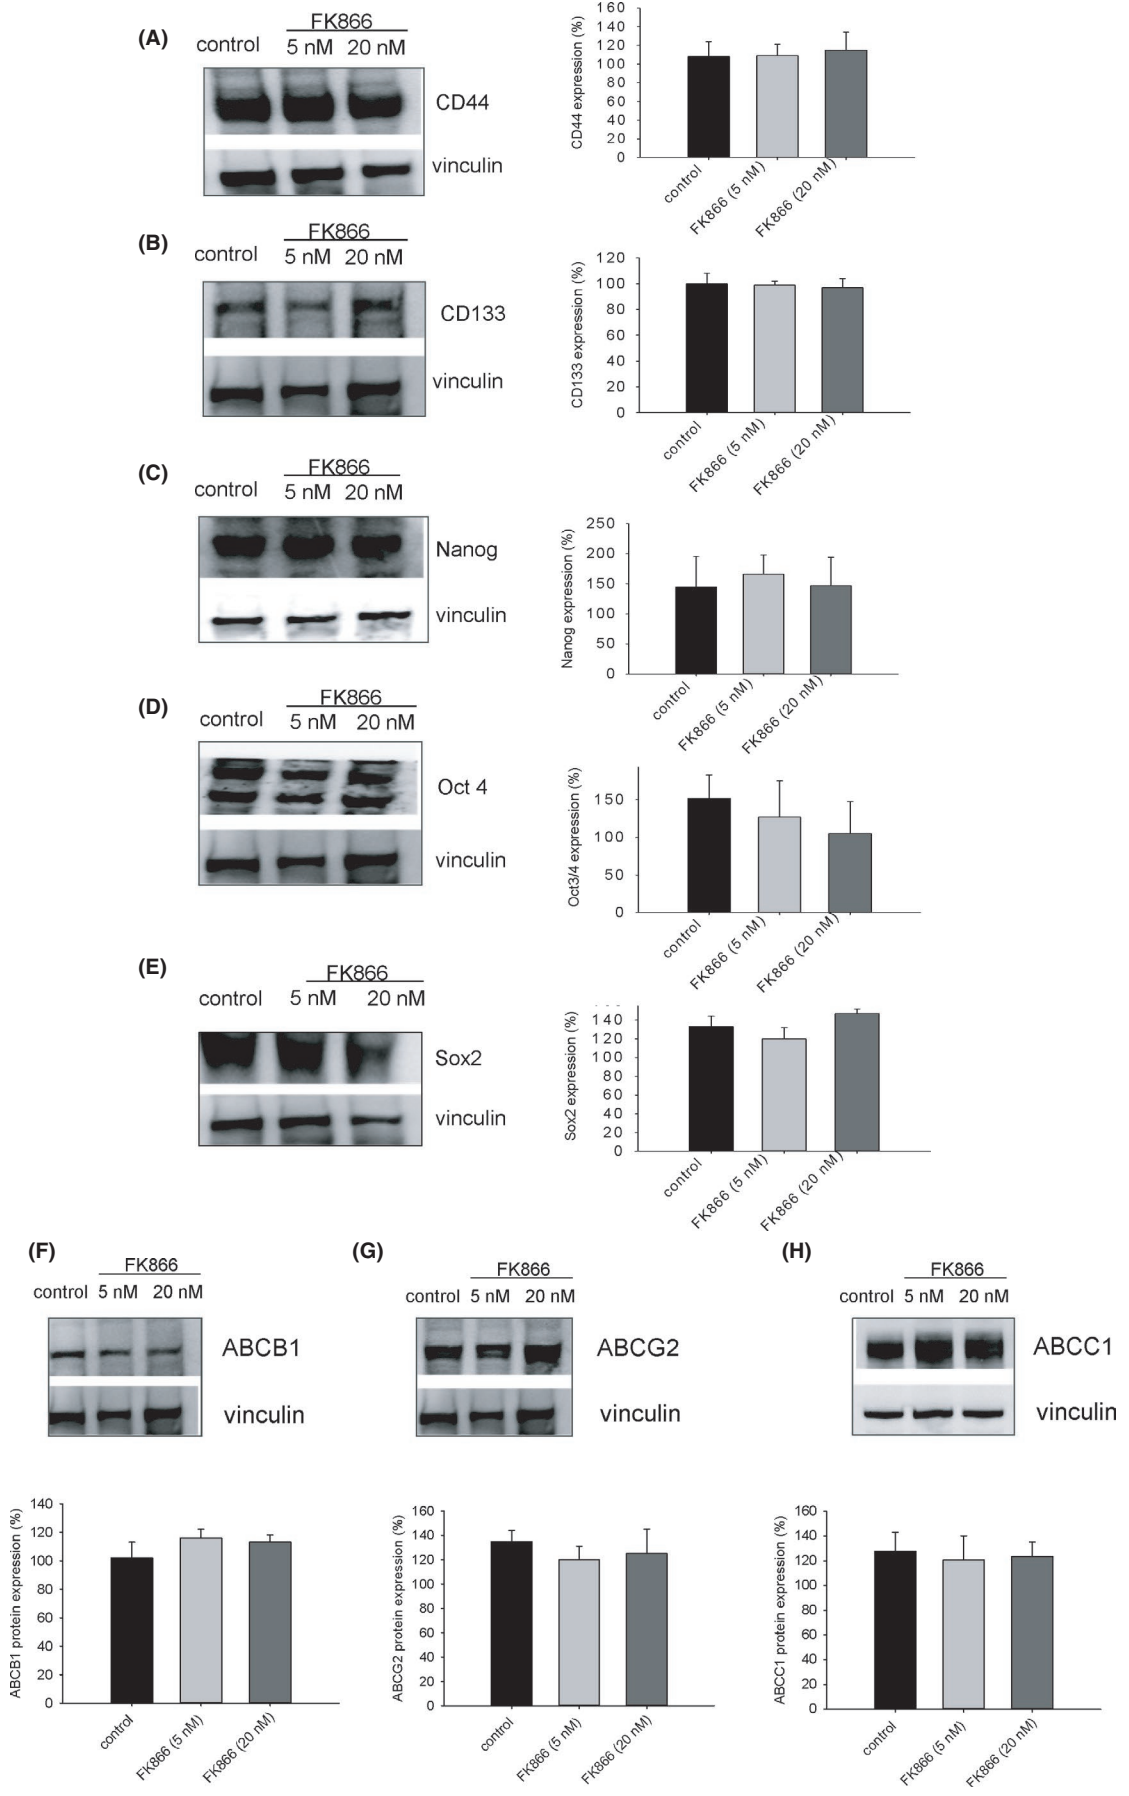 (A)
FK866
control 5 nM 20 nM
CD44
vinculin
CD44 expression (%)
160
140
120
100
80
60
40
20
0
control
FK866 (5 nM)
FK866 (20 nM)
(B)
FK866
control 5 nM 20 nM
CD133
vinculin
CD133 expression (%)
120
100
80
60
40
20
0
control
FK866 (5 nM)
FK866 (20 nM)
(C)
FK866
control 5 nM 20 nM
Nanog
vinculin
Nanog expression (%)
250
200
150
100
50
0
control
FK866 (5 nM)
FK866 (20 nM)
(D)
FK866
control 5 nM 20 nM
Oct 4
vinculin
Oct3/4 expression (%)
150
100
50
0
control
FK866 (5 nM)
FK866 (20 nM)
(E)
FK866
control 5 nM 20 nM
Sox2
vinculin
Sox2 expression (%)
140
120
100
80
60
40
20
0
control
FK866 (5 nM)
FK866 (20 nM)
(F)
FK866
control 5 nM 20 nM
ABCB1
vinculin
ABCB1 protein expression (%)
140
120
100
80
60
40
20
0
control
FK866 (5 nM)
FK866 (20 nM)
(G)
FK866
control 5 nM 20 nM
ABCG2
vinculin
ABCG2 protein expression (%)
160
140
120
100
80
60
40
20
0
control
FK866 (5 nM)
FK866 (20 nM)
(H)
FK866
control 5 nM 20 nM
ABCC1
vinculin
ABCC1 protein expression (%)
160
140
120
100
80
60
40
20
0
control
FK866 (5 nM)
FK866 (20 nM)